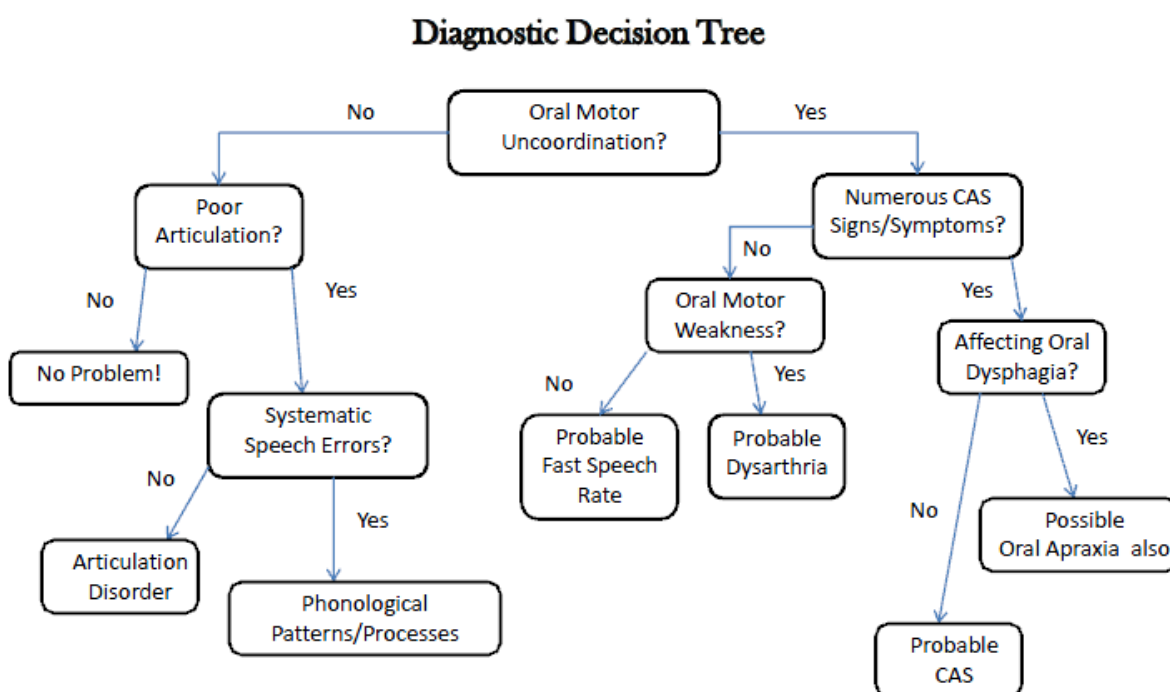 Diagnostic Decision Tree
No
Oral Motor
Uncoordination?
Yes
Poor
Articulation?
Numerous CAS
Signs/Symptoms?
No
Yes
No
Yes
Oral Motor
Weakness?
Affecting Oral
Dysphagia?
No Problem!
No
Yes
Systematic
Speech Errors?
Probable
Fast Speech
Rate
Probable
Dysarthria
Yes
No
Yes
No
Articulation
Disorder
Possible
Oral Apraxia also
Phonological
Patterns/Processes
Probable
CAS